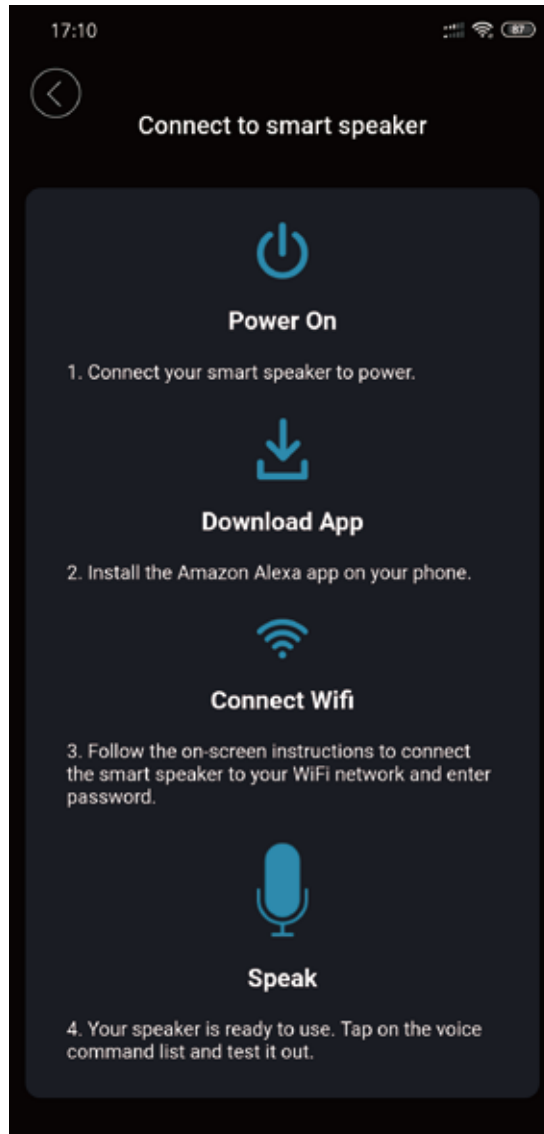 17:10
87
Connect to smart speaker
Power On
1. Connect your smart speaker to power.
Download App
2. Install the Amazon Alexa app on your phone.
Connect Wifi
3. Follow the on-screen instructions to connect
the smart speaker to your WiFi network and enter
password.
Speak
4. Your speaker is ready to use. Tap on the voice
command list and test it out.